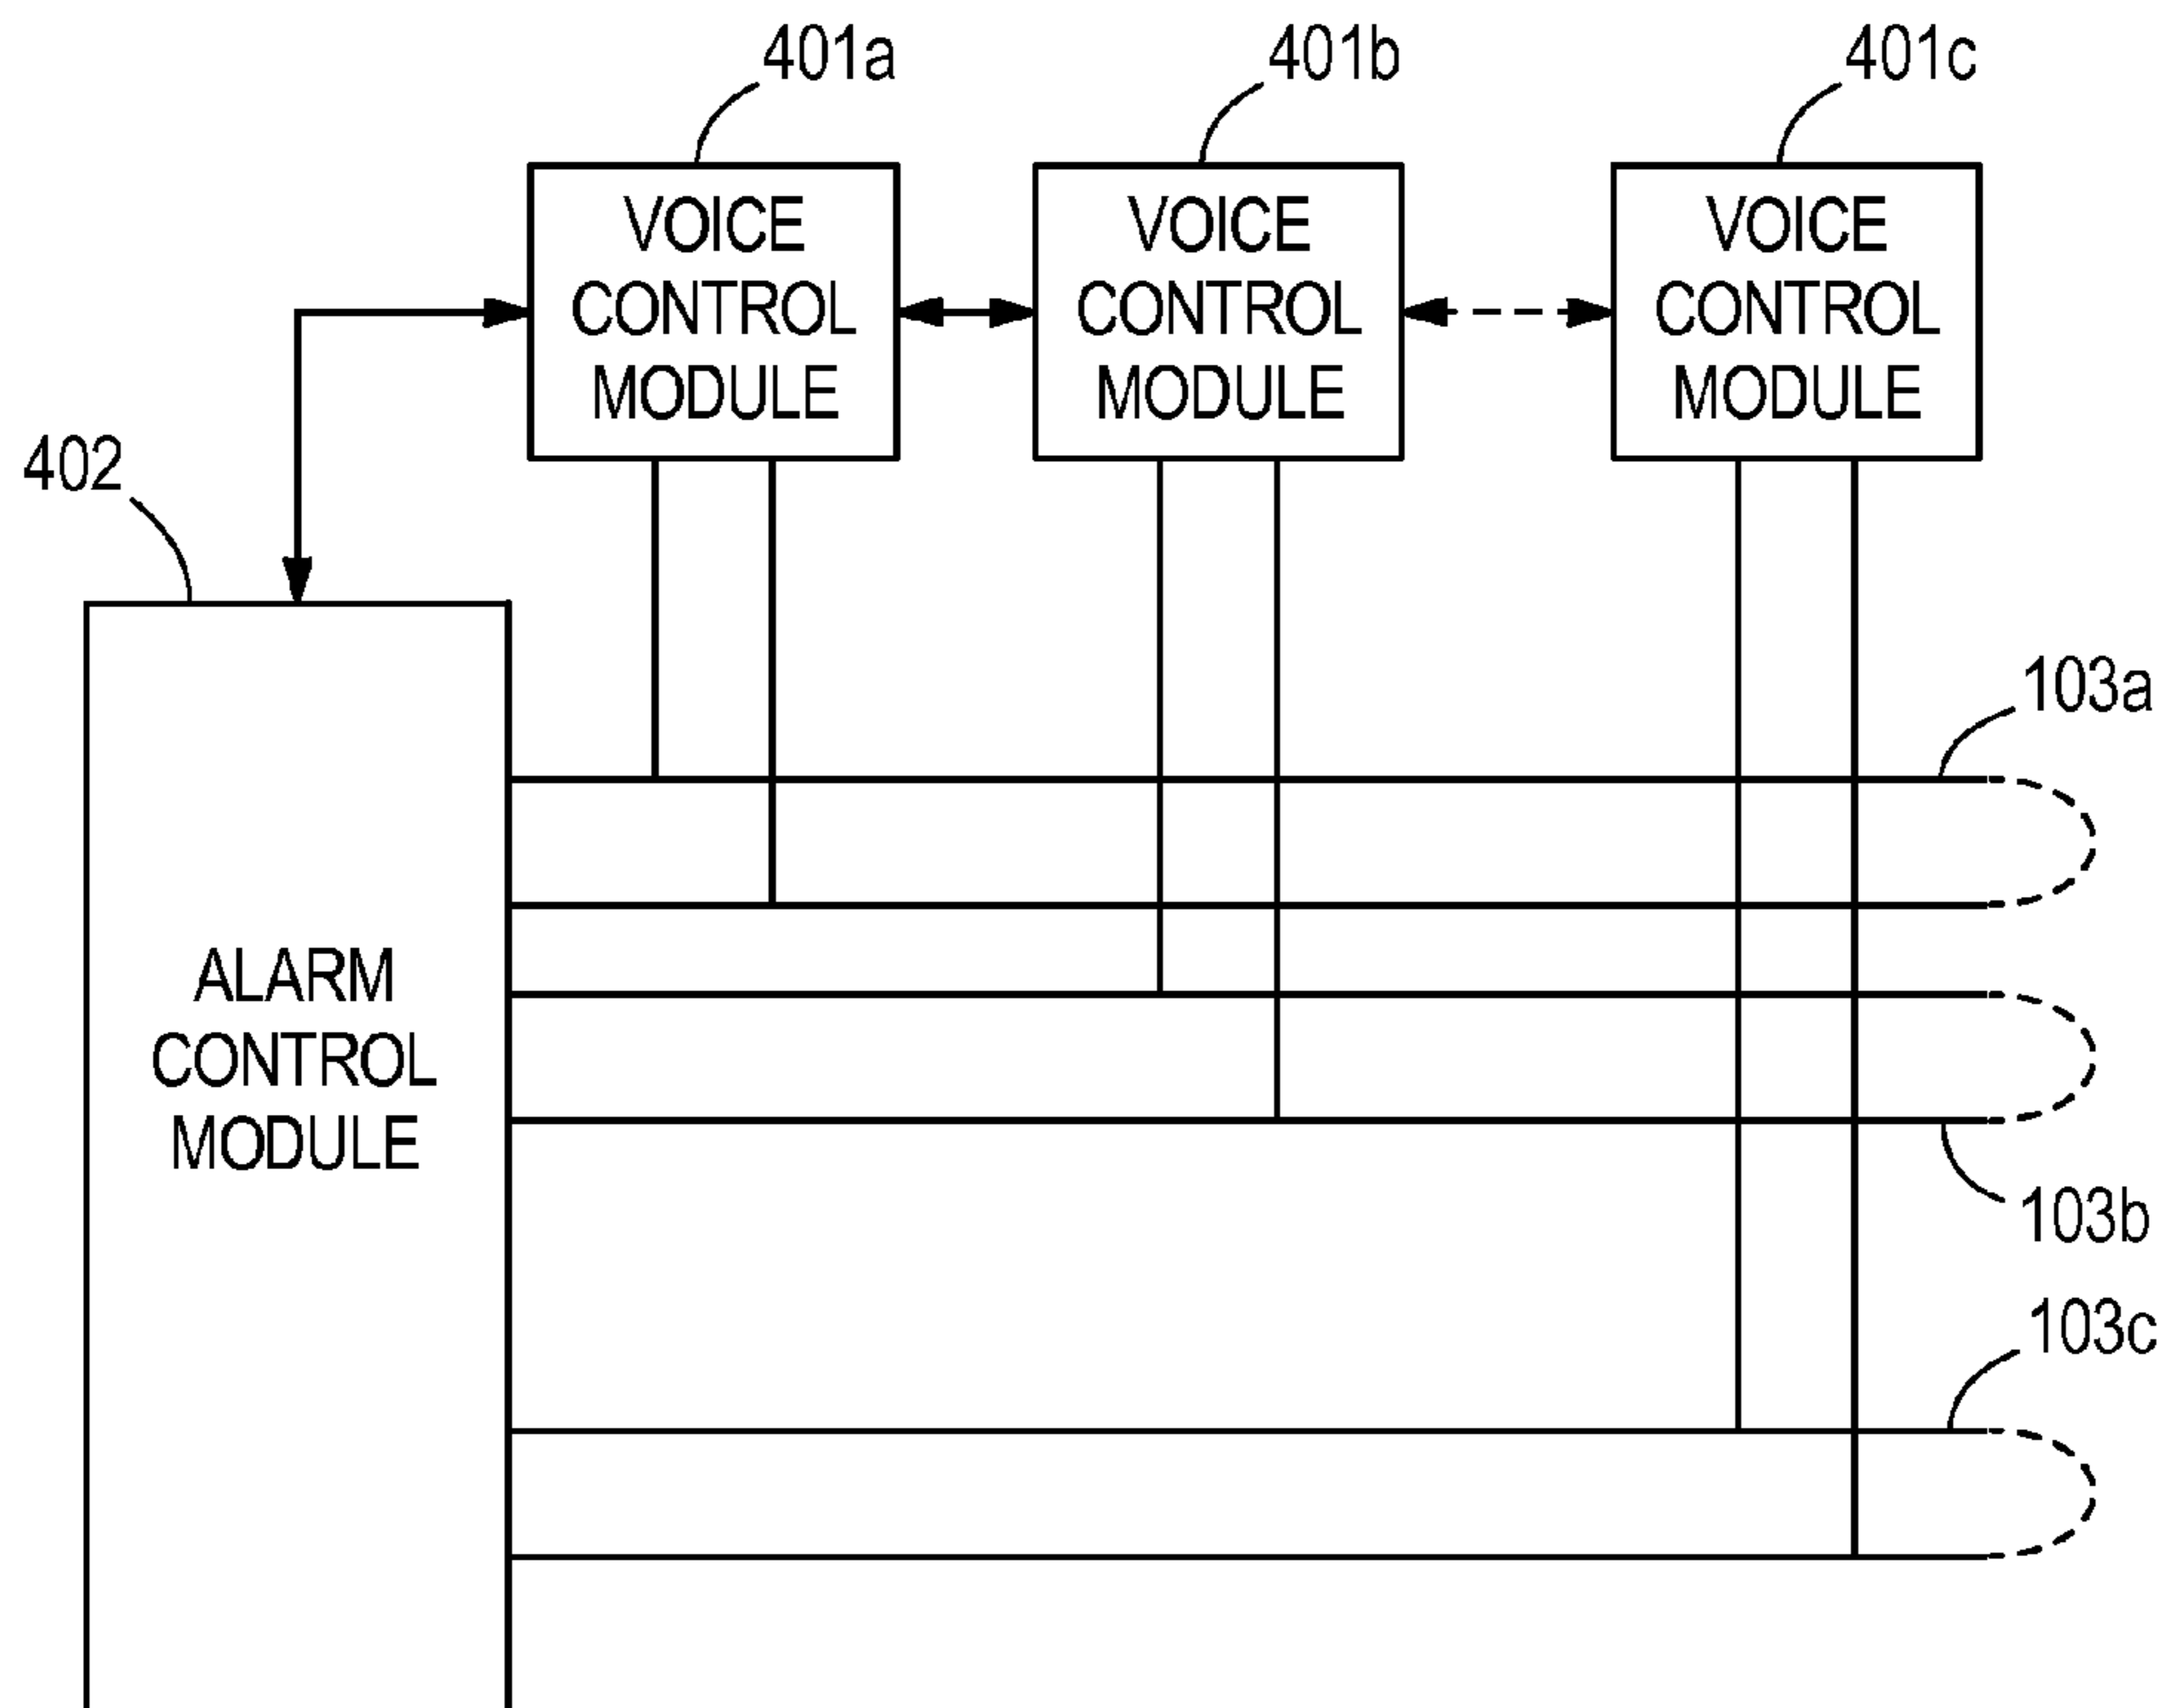 401a
401b
401c
VOICE
CONTROL
MODULE
VOICE
CONTROL
MODULE
VOICE
CONTROL
MODULE
402
103a
ALARM
CONTROL
MODULE
103b
103c